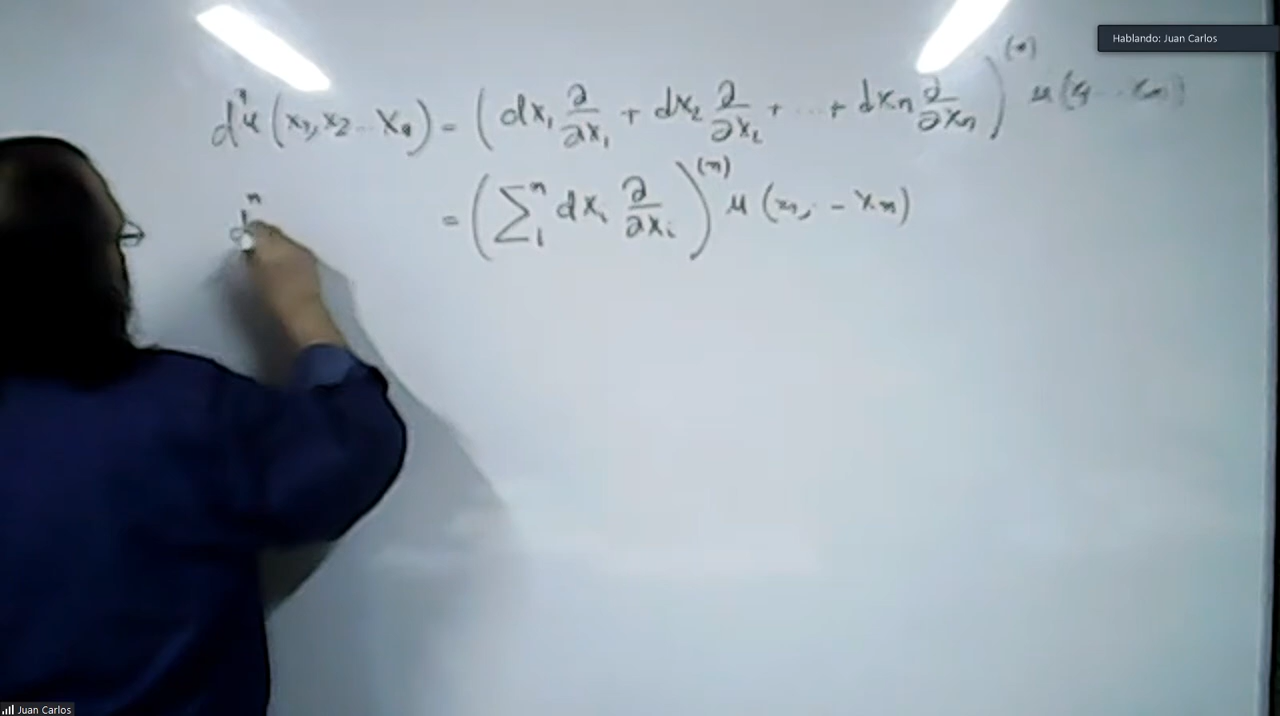 Hablando: Juan Carlos
dⁿu (x₁, x₂ .. xₙ) = (dx₁ ∂/∂x₁ + dx₂ ∂/∂x₂ + ... + dxₙ ∂/∂xₙ)⁽ⁿ⁾ u (x₁ ... xₙ)
= (∑₁ⁿ dxᵢ ∂/∂xᵢ)⁽ⁿ⁾ u (x₁, - xₙ)
⇒ dⁿ
Juan Carlos